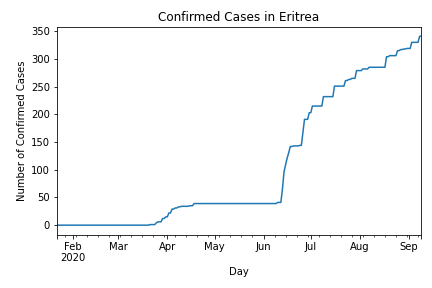 Confirmed Cases in Eritrea
Number of Confirmed Cases
350
300
250
200
150
100
50
0
Feb Mar Apr May Jun Jul Aug Sep
2020
Day